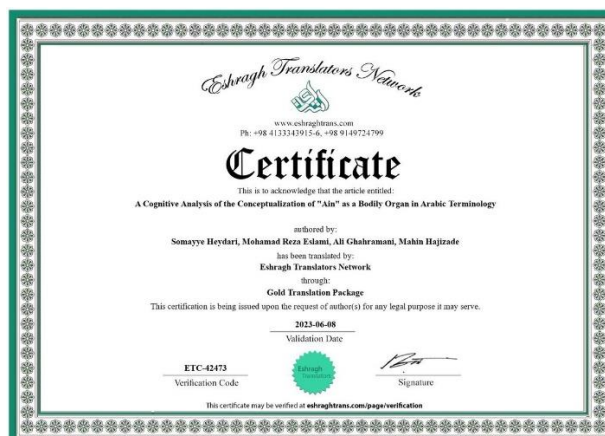 Eshragh Translators Network
www.eshraghtrans.com
Ph: +98 4133343915-6, +98 9149724799
Certificate
This is to acknowledge that the article entitled:
A Cognitive Analysis of the Conceptualization of "Ain" as a Bodily Organ in Arabic Terminology
authored by:
Somayye Heydari, Mohamad Reza Eslami, Ali Ghahramani, Mahin Hajizade
has been translated by:
Eshragh Translators Network
through:
Gold Translation Package
This certification is being issued upon the request of author(s) for any legal purpose it may serve.
2023-06-08
Validation Date
ETC-42473
Verification Code
Eshragh
Translators
Signature
This certificate may be verified at eshraghtrans.com/page/verification